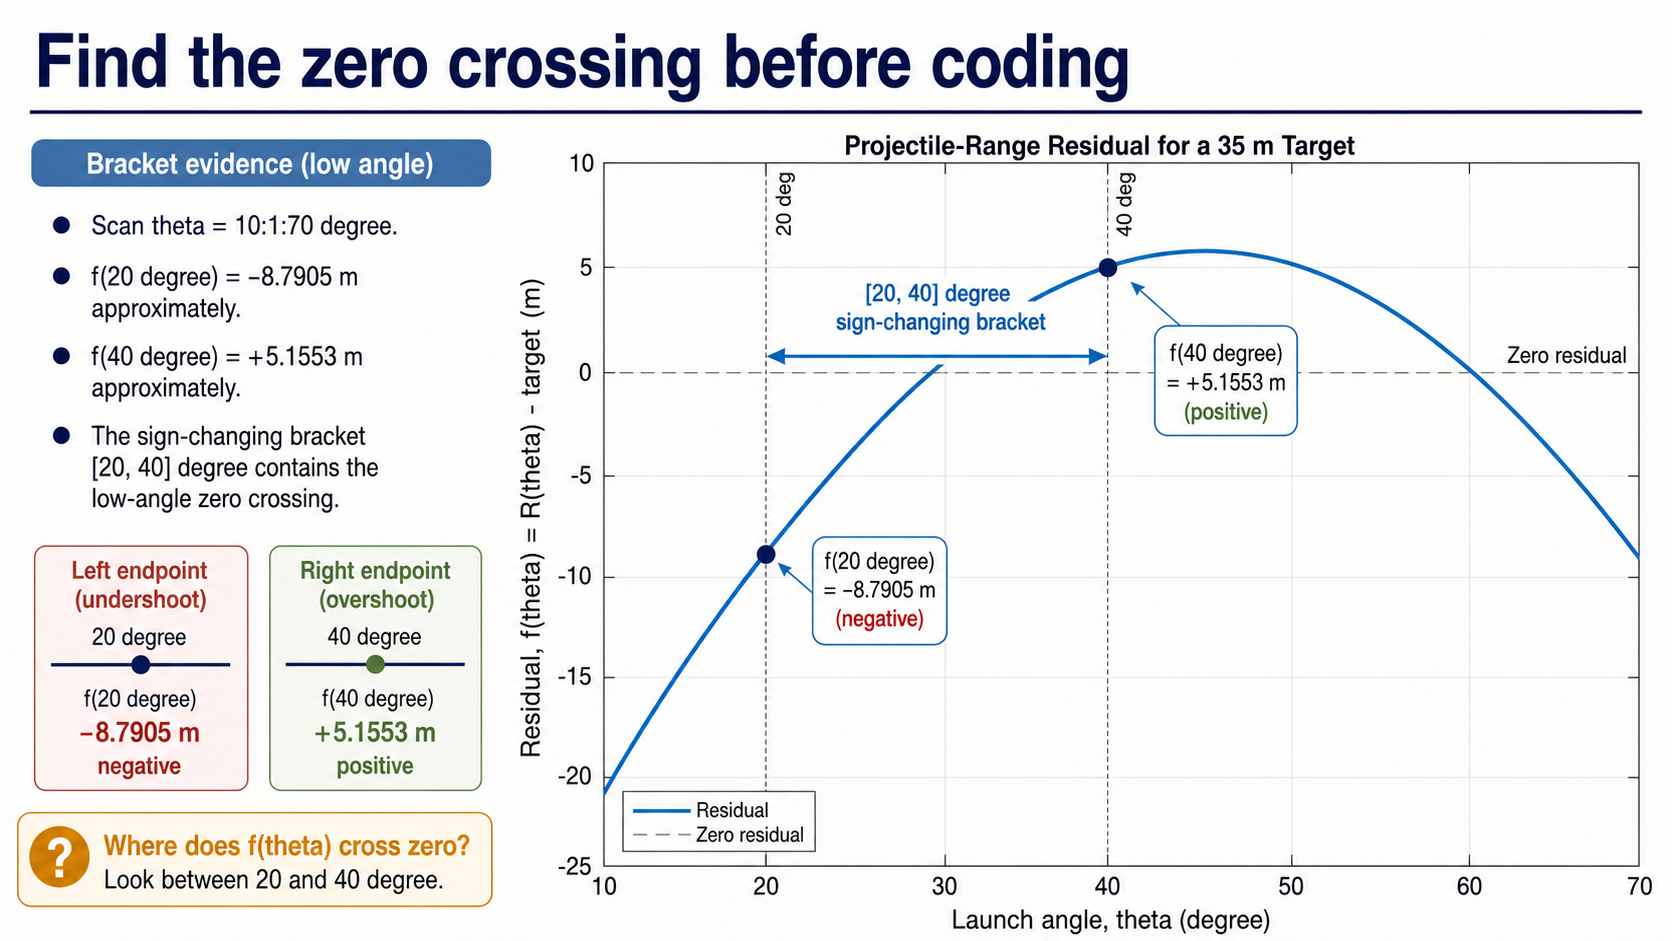 Find the zero crossing before coding
Bracket evidence (low angle)
Scan theta = 10:1:70 degree.
f(20 degree) = −8.7905 m
approximately.
f(40 degree) = +5.1553 m
approximately.
The sign-changing bracket
[20, 40] degree contains the
low-angle zero crossing.
Left endpoint
(undershoot)
20 degree
f(20 degree)
−8.7905 m
negative
Right endpoint
(overshoot)
40 degree
f(40 degree)
+5.1553 m
positive
?
Where does f(theta) cross zero?
Look between 20 and 40 degree.
Projectile-Range Residual for a 35 m Target
Residual, f(theta) = R(theta) - target (m)
10
5
0
-5
-10
-15
-20
-25
20 deg
40 deg
[20, 40] degree
sign-changing bracket
f(40 degree)
= +5.1553 m
(positive)
Zero residual
f(20 degree)
= −8.7905 m
(negative)
Residual
Zero residual
10
20
30
40
50
60
70
Launch angle, theta (degree)